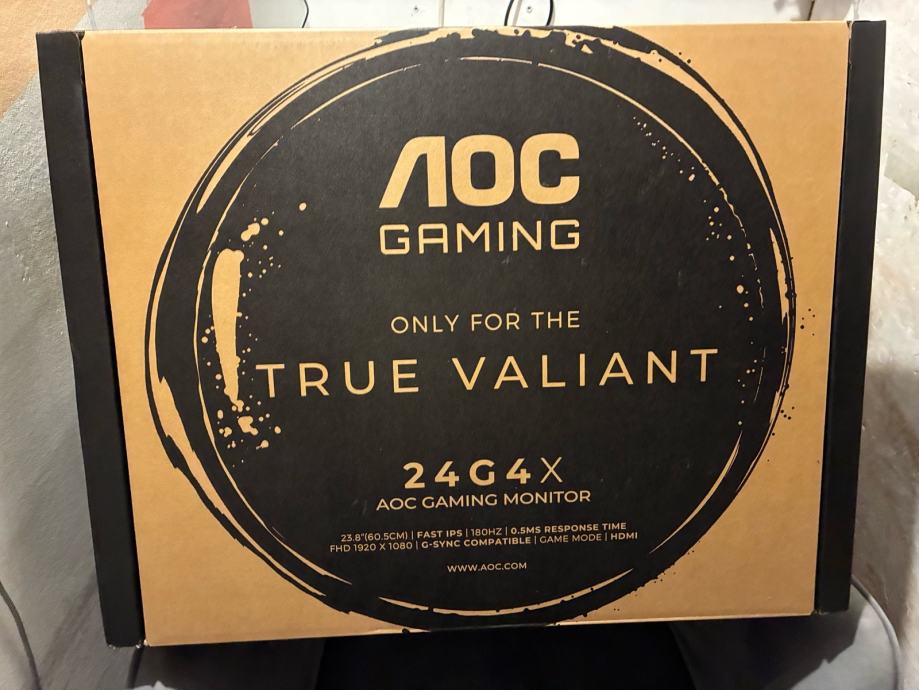 AOC
GAMING
ONLY FOR THE
TRUE VALIANT
24G4X
AOC GAMING MONITOR
23.8"(60.5CM) | FAST IPS | 180HZ | 0.5MS RESPONSE TIME
FHD 1920 X 1080 | G-SYNC COMPATIBLE | GAME MODE | HDMI
WWW.AOC.COM